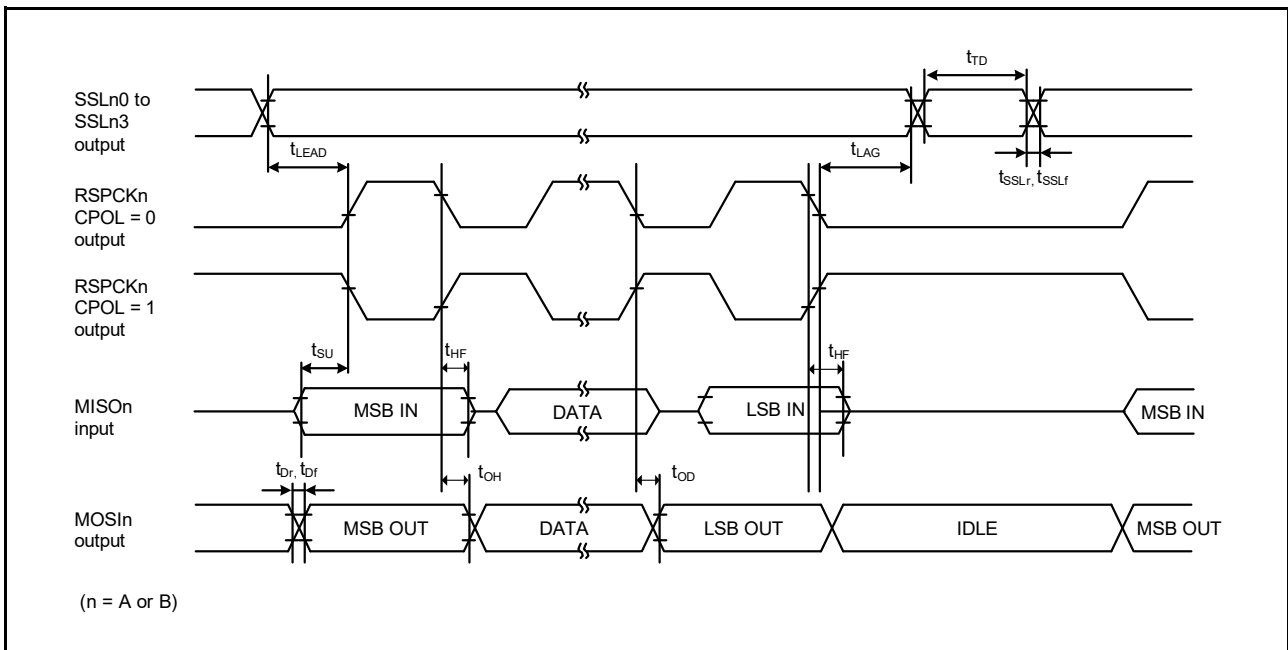 tTD
SSLn0 to
SSLn3
output
tLEAD
tLAG
tSSLr, tSSLf
RSPCKn
CPOL = 0
output
RSPCKn
CPOL = 1
output
tSU
tHF
tHF
MISOn
input
MSB IN
DATA
LSB IN
MSB IN
tDr, tDf
tOH
tOD
MOSIn
output
MSB OUT
DATA
LSB OUT
IDLE
MSB OUT
(n = A or B)